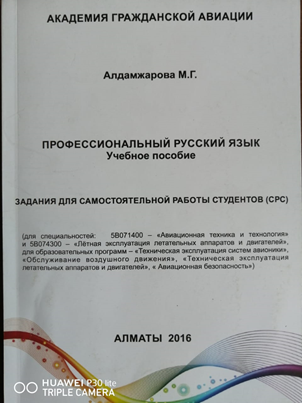 АКАДЕМИЯ ГРАЖДАНСКОЙ АВИАЦИИ
Алдамжарова М.Г.
ПРОФЕССИОНАЛЬНЫЙ РУССКИЙ ЯЗЫК
Учебное пособие
ЗАДАНИЯ ДЛЯ САМОСТОЯТЕЛЬНОЙ РАБОТЫ СТУДЕНТОВ (СРС)
(для специальностей: 5В071400 – «Авиационная техника и технология»
и 5В074300 – «Лётная эксплуатация летательных аппаратов и двигателей»,
для образовательных программ – «Техническая эксплуатация систем авионики»,
«Обслуживание воздушного движения», «Техническая эксплуатация
летательных аппаратов и двигателей», « Авиационная безопасность»)
АЛМАТЫ 2016
HUAWEI P30 lite
TRIPLE CAMERA